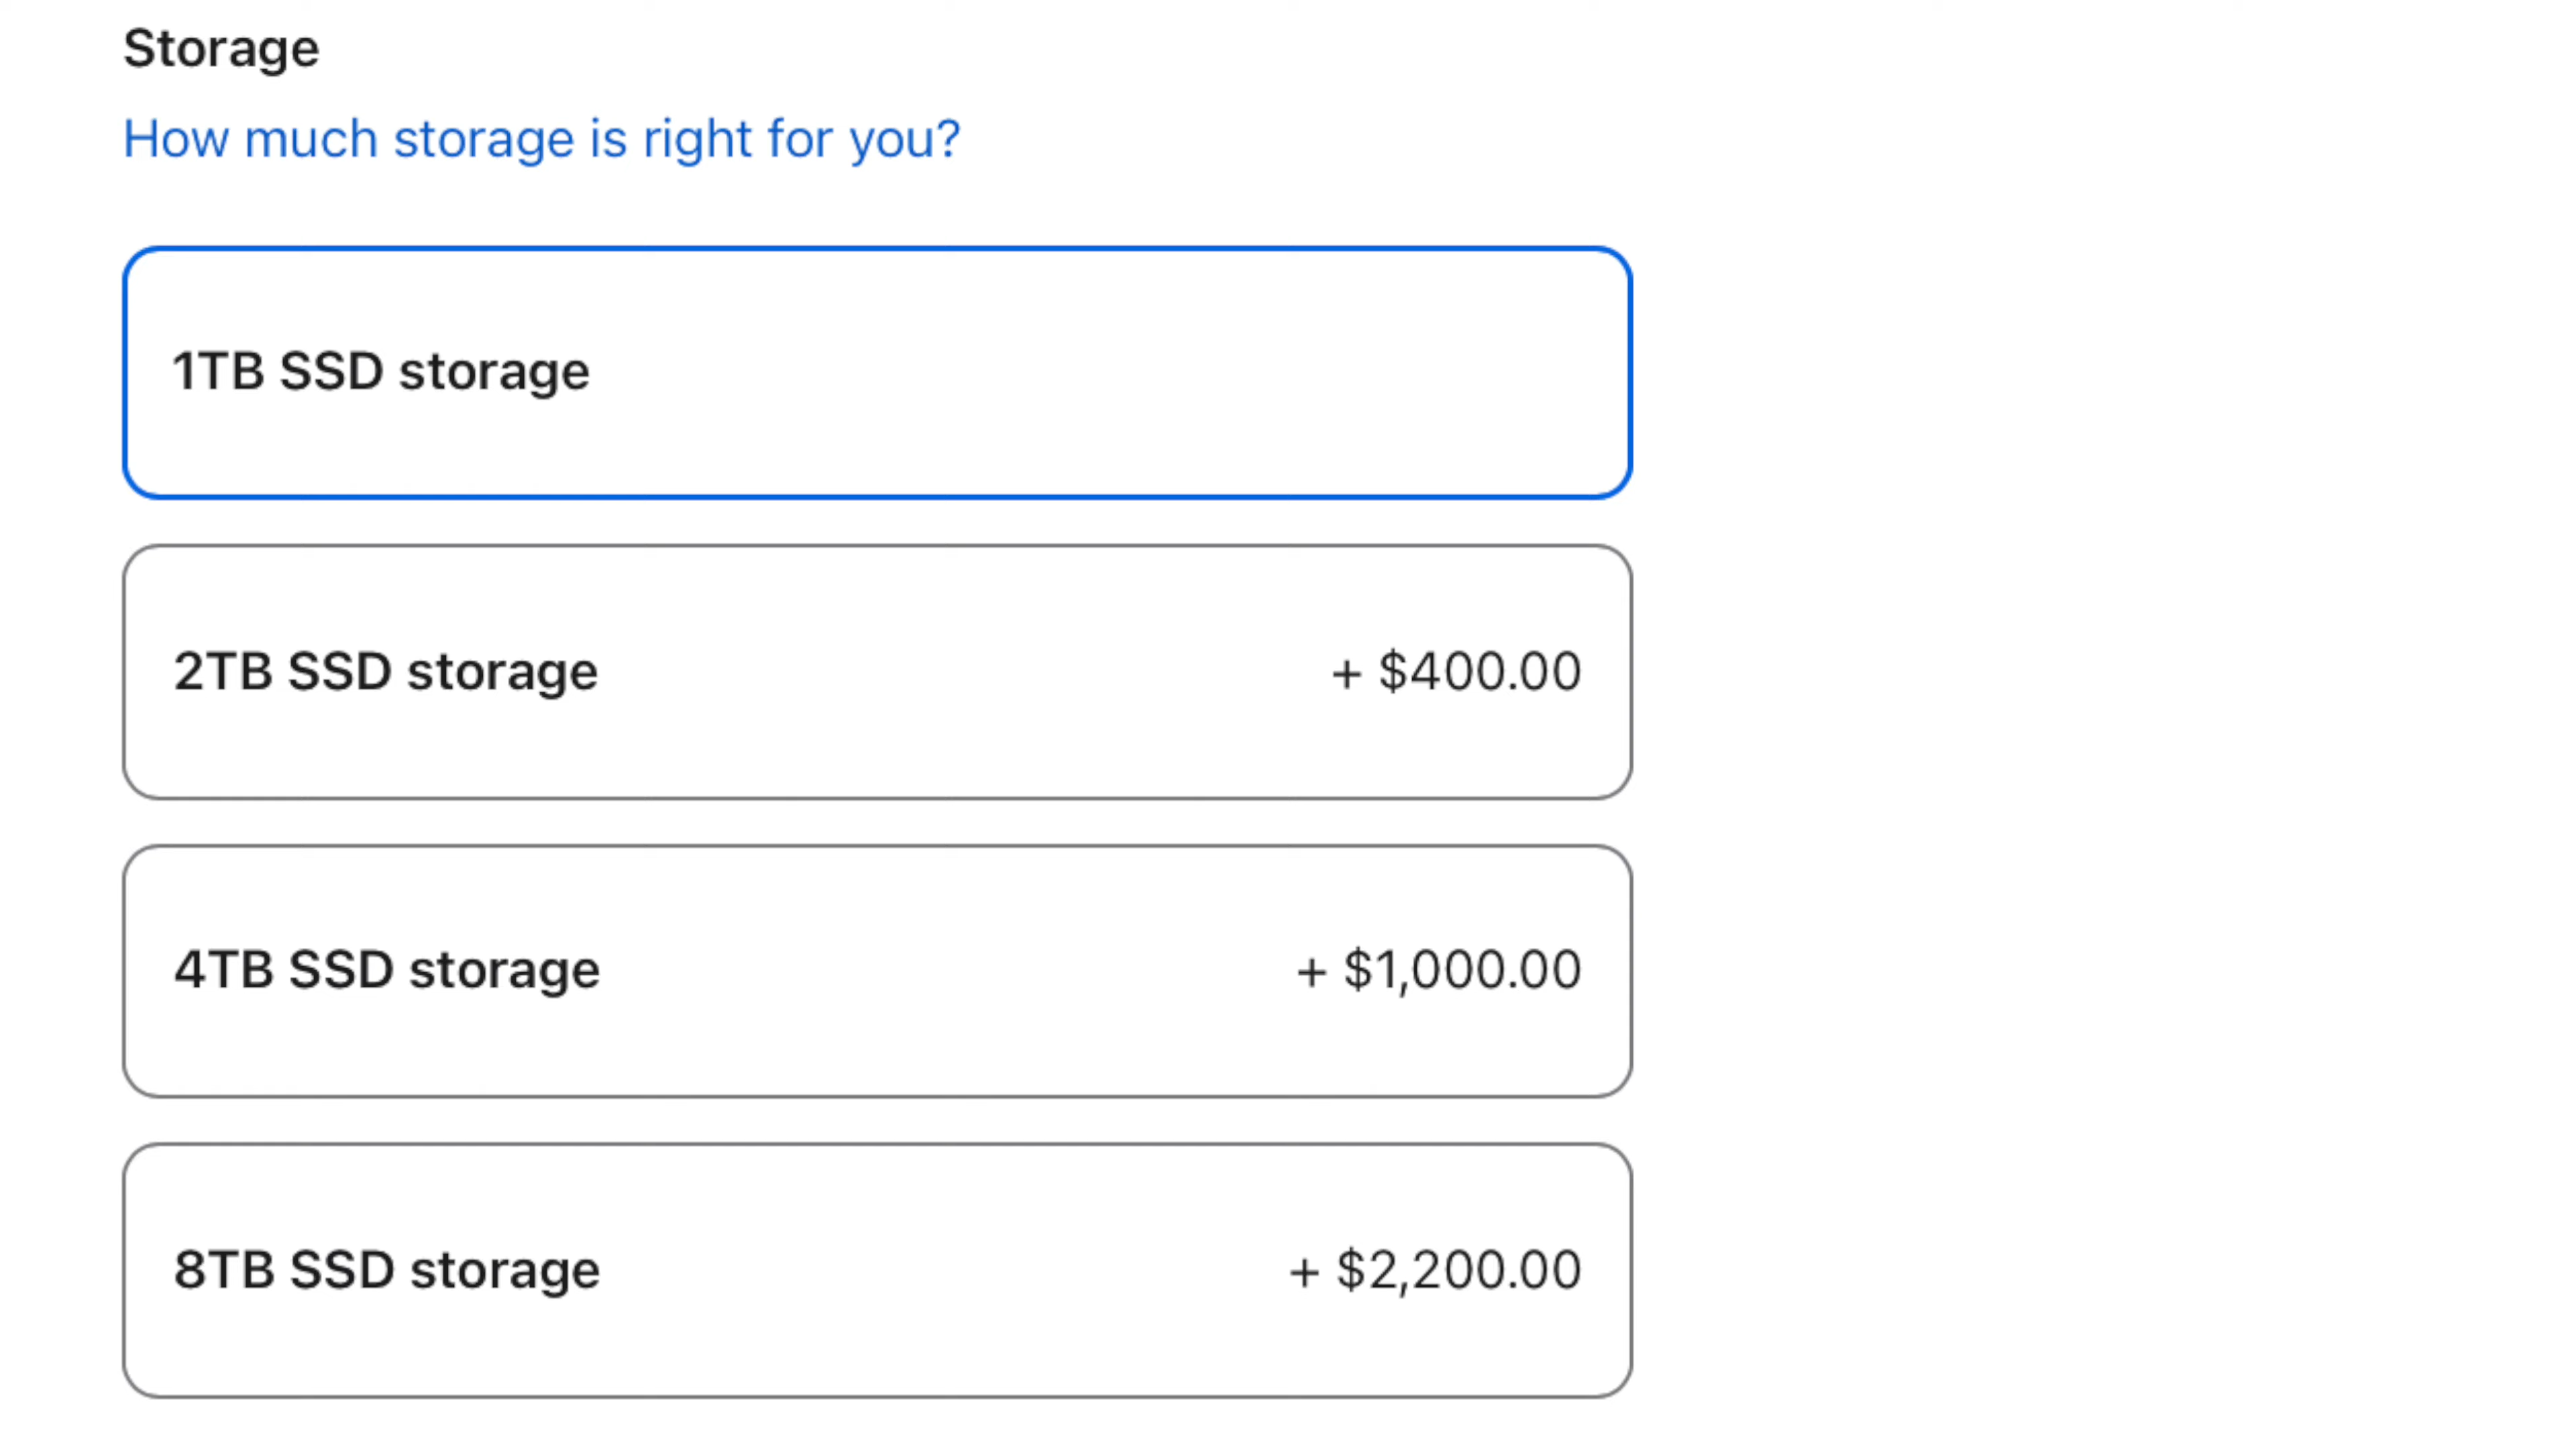 Storage
How much storage is right for you?
1TB SSD storage
2TB SSD storage + $400.00
4TB SSD storage + $1,000.00
8TB SSD storage + $2,200.00